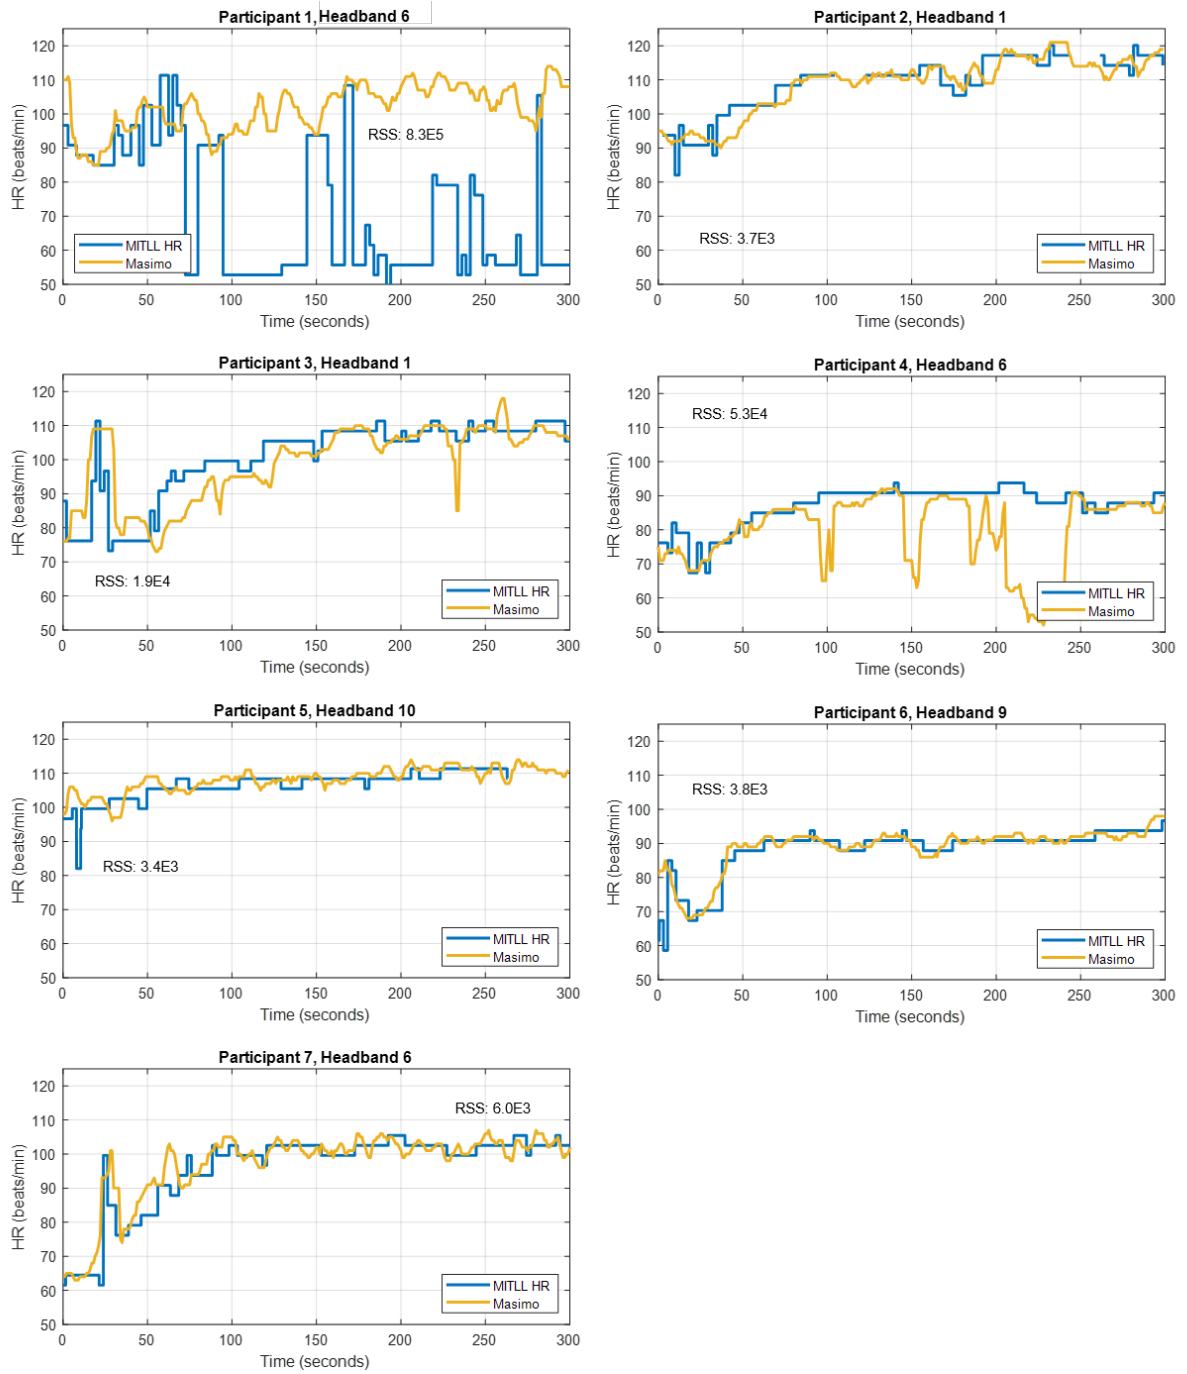 Participant 1, Headband 6
HR (beats/min)
120
110
100
90
80
70
60
50
RSS: 8.3E5
MITLL HR
Masimo
0 50 100 150 200 250 300
Time (seconds)
Participant 2, Headband 1
HR (beats/min)
120
110
100
90
80
70
60
50
RSS: 3.7E3
MITLL HR
Masimo
0 50 100 150 200 250 300
Time (seconds)
Participant 3, Headband 1
HR (beats/min)
120
110
100
90
80
70
60
50
RSS: 1.9E4
MITLL HR
Masimo
0 50 100 150 200 250 300
Time (seconds)
Participant 4, Headband 6
HR (beats/min)
120
110
100
90
80
70
60
50
RSS: 5.3E4
MITLL HR
Masimo
0 50 100 150 200 250 300
Time (seconds)
Participant 5, Headband 10
HR (beats/min)
120
110
100
90
80
70
60
50
RSS: 3.4E3
MITLL HR
Masimo
0 50 100 150 200 250 300
Time (seconds)
Participant 6, Headband 9
HR (beats/min)
120
110
100
90
80
70
60
50
RSS: 3.8E3
MITLL HR
Masimo
0 50 100 150 200 250 300
Time (seconds)
Participant 7, Headband 6
HR (beats/min)
120
110
100
90
80
70
60
50
RSS: 6.0E3
MITLL HR
Masimo
0 50 100 150 200 250 300
Time (seconds)